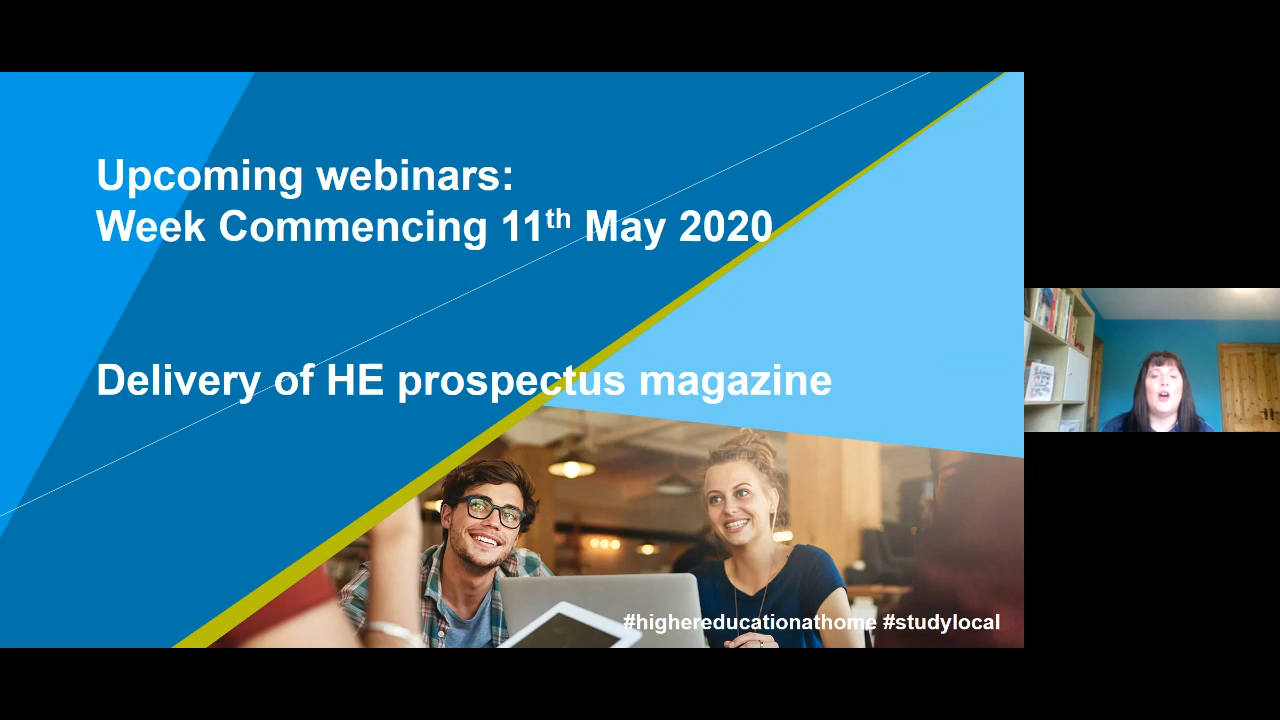 Upcoming webinars:
Week Commencing 11th May 2020
Delivery of HE prospectus magazine
#highereducationathome #studylocal